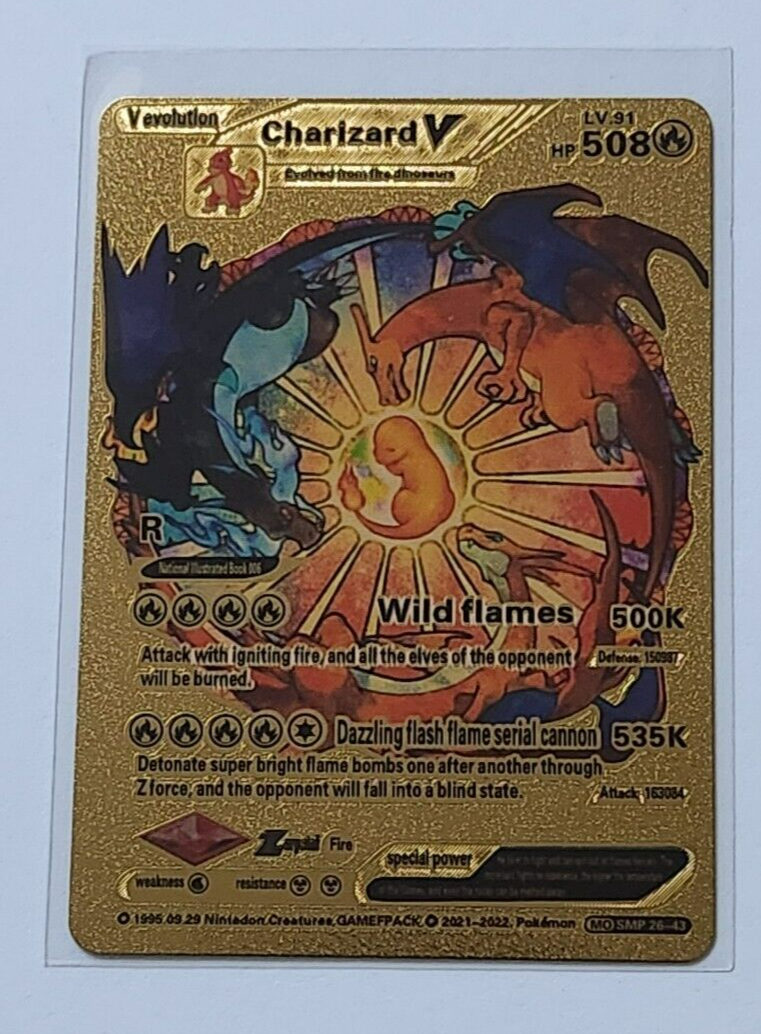 V evolution
Charizard V
LV.91
HP 508
Evolved from fire dinosaurs
R
National Illustrated Book 006
Wild flames 500K
Attack with igniting fire, and all the elves of the opponent
will be burned.
Defense: 150987
Dazzling flash flame serial cannon 535K
Detonate super bright flame bombs one after another through
Z force, and the opponent will fall into a blind state.
Attack: 163084
Fire
special power
weakness
resistance
© 1995.09.29 Nintedon, Creatures, GAMEFPACK, © 2021-2022. Pokémon MO SMP 26-43